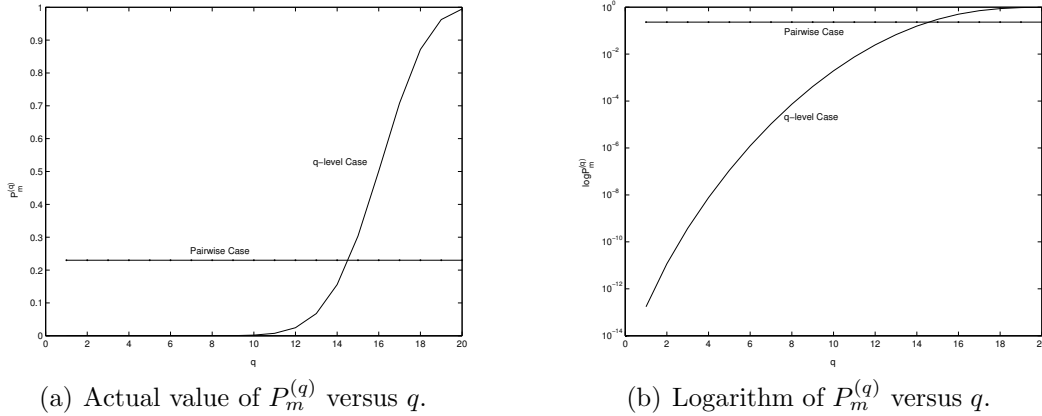 1
0.9
0.8
0.7
0.6
0.5
0.4
0.3
0.2
0.1
0
0 2 4 6 8 10 12 14 16 18 20
q
P_m^{(q)}
q−level Case
Pairwise Case
(a) Actual value of P_m^{(q)} versus q.
10^0
10^{−2}
10^{−4}
10^{−6}
10^{−8}
10^{−10}
10^{−12}
10^{−14}
0 2 4 6 8 10 12 14 16 18 20
q
logP_m^{(q)}
Pairwise Case
q−level Case
(b) Logarithm of P_m^{(q)} versus q.